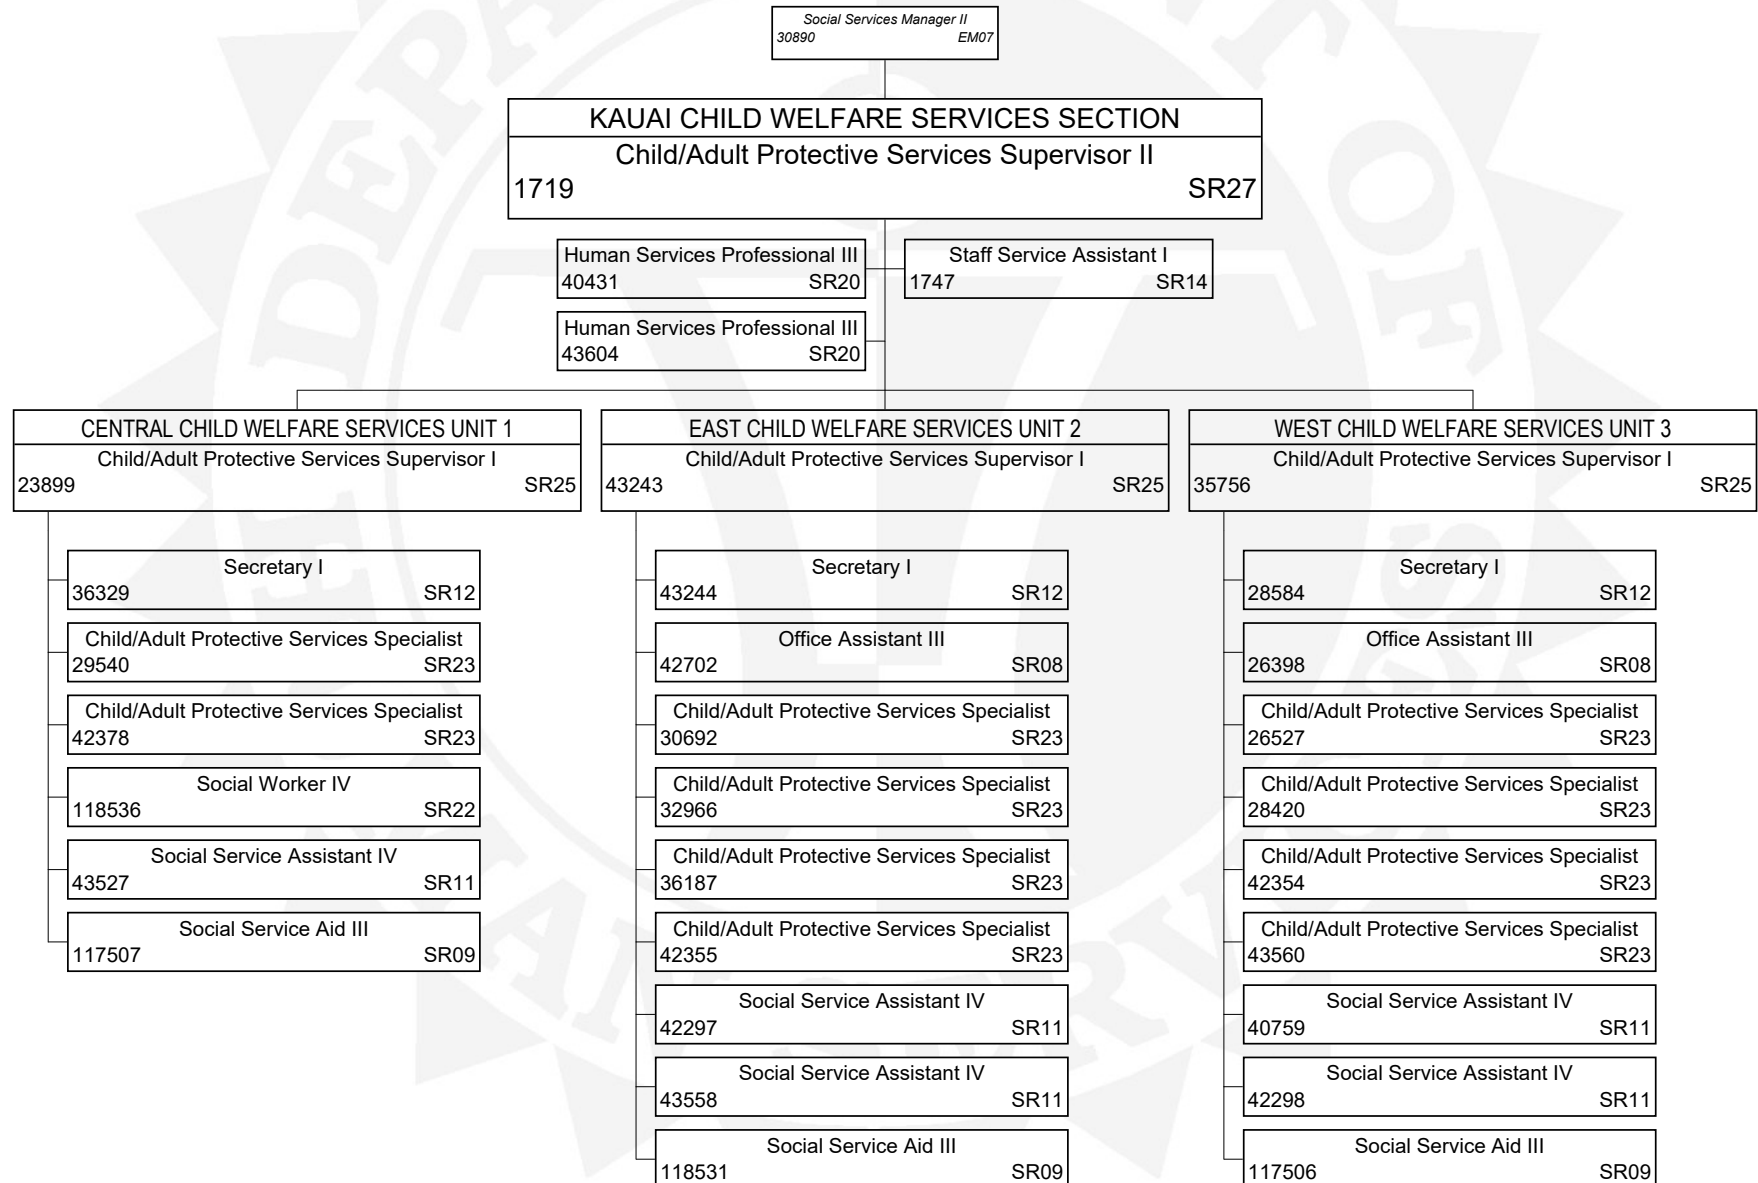 Social Services Manager II
30890 EM07
KAUAI CHILD WELFARE SERVICES SECTION
Child/Adult Protective Services Supervisor II
1719 SR27
Human Services Professional III
40431 SR20
Staff Service Assistant I
1747 SR14
Human Services Professional III
43604 SR20
CENTRAL CHILD WELFARE SERVICES UNIT 1
Child/Adult Protective Services Supervisor I
23899 SR25
Secretary I
36329 SR12
Child/Adult Protective Services Specialist
29540 SR23
Child/Adult Protective Services Specialist
42378 SR23
Social Worker IV
118536 SR22
Social Service Assistant IV
43527 SR11
Social Service Aid III
117507 SR09
EAST CHILD WELFARE SERVICES UNIT 2
Child/Adult Protective Services Supervisor I
43243 SR25
Secretary I
43244 SR12
Office Assistant III
42702 SR08
Child/Adult Protective Services Specialist
30692 SR23
Child/Adult Protective Services Specialist
32966 SR23
Child/Adult Protective Services Specialist
36187 SR23
Child/Adult Protective Services Specialist
42355 SR23
Social Service Assistant IV
42297 SR11
Social Service Assistant IV
43558 SR11
Social Service Aid III
118531 SR09
WEST CHILD WELFARE SERVICES UNIT 3
Child/Adult Protective Services Supervisor I
35756 SR25
Secretary I
28584 SR12
Office Assistant III
26398 SR08
Child/Adult Protective Services Specialist
26527 SR23
Child/Adult Protective Services Specialist
28420 SR23
Child/Adult Protective Services Specialist
42354 SR23
Child/Adult Protective Services Specialist
43560 SR23
Social Service Assistant IV
40759 SR11
Social Service Assistant IV
42298 SR11
Social Service Aid III
117506 SR09